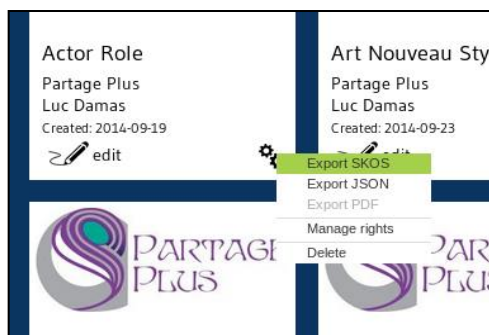 Actor Role
Partage Plus
Luc Damas
Created: 2014-09-19
edit
Art Nouveau Sty
Partage Plus
Luc Damas
Created: 2014-09-23
edit
Export SKOS
Export JSON
Export PDF
Manage rights
Delete
PARTAGE
PLUS
PAR
PLU